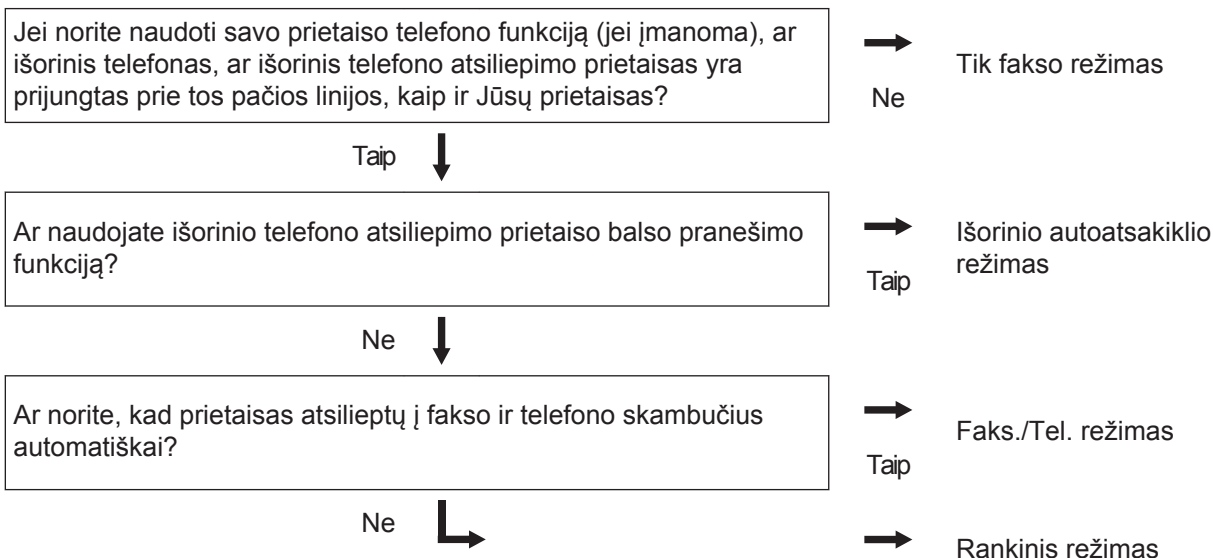 Jei norite naudoti savo prietaiso telefono funkciją (jei įmanoma), ar
išorinis telefonas, ar išorinis telefono atsiliepimo prietaisas yra
prijungtas prie tos pačios linijos, kaip ir Jūsų prietaisas?
Ne
Tik fakso režimas
Taip
Ar naudojate išorinio telefono atsiliepimo prietaiso balso pranešimo
funkciją?
Taip
Išorinio autoatsakiklio
režimas
Ne
Ar norite, kad prietaisas atsilieptų į fakso ir telefono skambučius
automatiškai?
Taip
Faks./Tel. režimas
Ne
Rankinis režimas